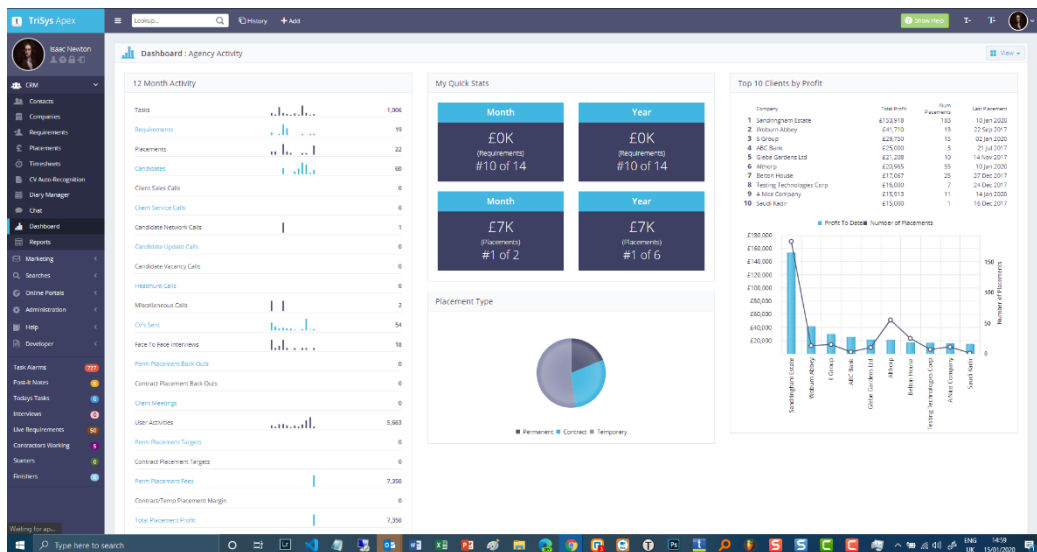 TriSys Apex
Lookup...
History
Add
Show Help
Isaac Newton
Dashboard : Agency Activity
View
CRM
Contacts
Companies
Requirements
Placements
Timesheets
CV Auto-Recognition
Diary Manager
Chat
Dashboard
Reports
Marketing
Searches
Online Portals
Administration
Help
Developer
Task Alarms 777
Post-It Notes
Todays Tasks
Interviews
Live Requirements 50
Contractors Working 5
Starters
Finishers
Waiting for ap...
12 Month Activity
Tasks 1,006
Requirements 19
Placements 22
Candidates 60
Client Sales Calls 0
Client Service Calls 0
Candidate Network Calls 1
Candidate Update Calls 0
Candidate Vacancy Calls 0
Headhunt Calls 0
Miscellaneous Calls 2
CV's Sent 54
Face To Face Interviews 18
Perm Placement Back Outs 0
Contract Placement Back Outs 0
Client Meetings 0
User Activities 5,663
Perm Placement Targets 0
Contract Placement Targets 0
Perm Placement Fees 7,350
Contract/Temp Placement Margin 0
Total Placement Profit 7,350
My Quick Stats
Month
£0K
(Requirements)
#10 of 14
Year
£0K
(Requirements)
#10 of 14
Month
£7K
(Placements)
#1 of 2
Year
£7K
(Placements)
#1 of 6
Placement Type
Permanent Contract Temporary
Top 10 Clients by Profit
Company Total Profit Num Placements Last Placement
1 Sandringham Estate £153,918 183 10 Jan 2020
2 Woburn Abbey £41,710 13 22 Sep 2017
3 £ Group £29,750 15 02 Jan 2020
4 ABC Bank £25,000 3 21 Jul 2017
5 Glebe Gardens Ltd £21,208 10 14 Nov 2017
6 Althorp £20,965 55 10 Jan 2020
7 Belton House £17,067 25 27 Dec 2017
8 Testing Technologies Corp £16,000 7 24 Dec 2017
9 A Nice Company £15,913 11 14 Jan 2020
10 Saudi Kadir £15,000 1 16 Dec 2017
Profit To Date Number of Placements
£180,000
£160,000
£140,000
£120,000
£100,000
£80,000
£60,000
£40,000
£20,000
150
100
50
0
Number of Placements
Sandringham Estate
Woburn Abbey
£ Group
ABC Bank
Glebe Gardens Ltd
Althorp
Belton House
Testing Technologies Corp
A Nice Company
Saudi Kadir
Type here to search
ENG
UK
14:59
15/01/2020